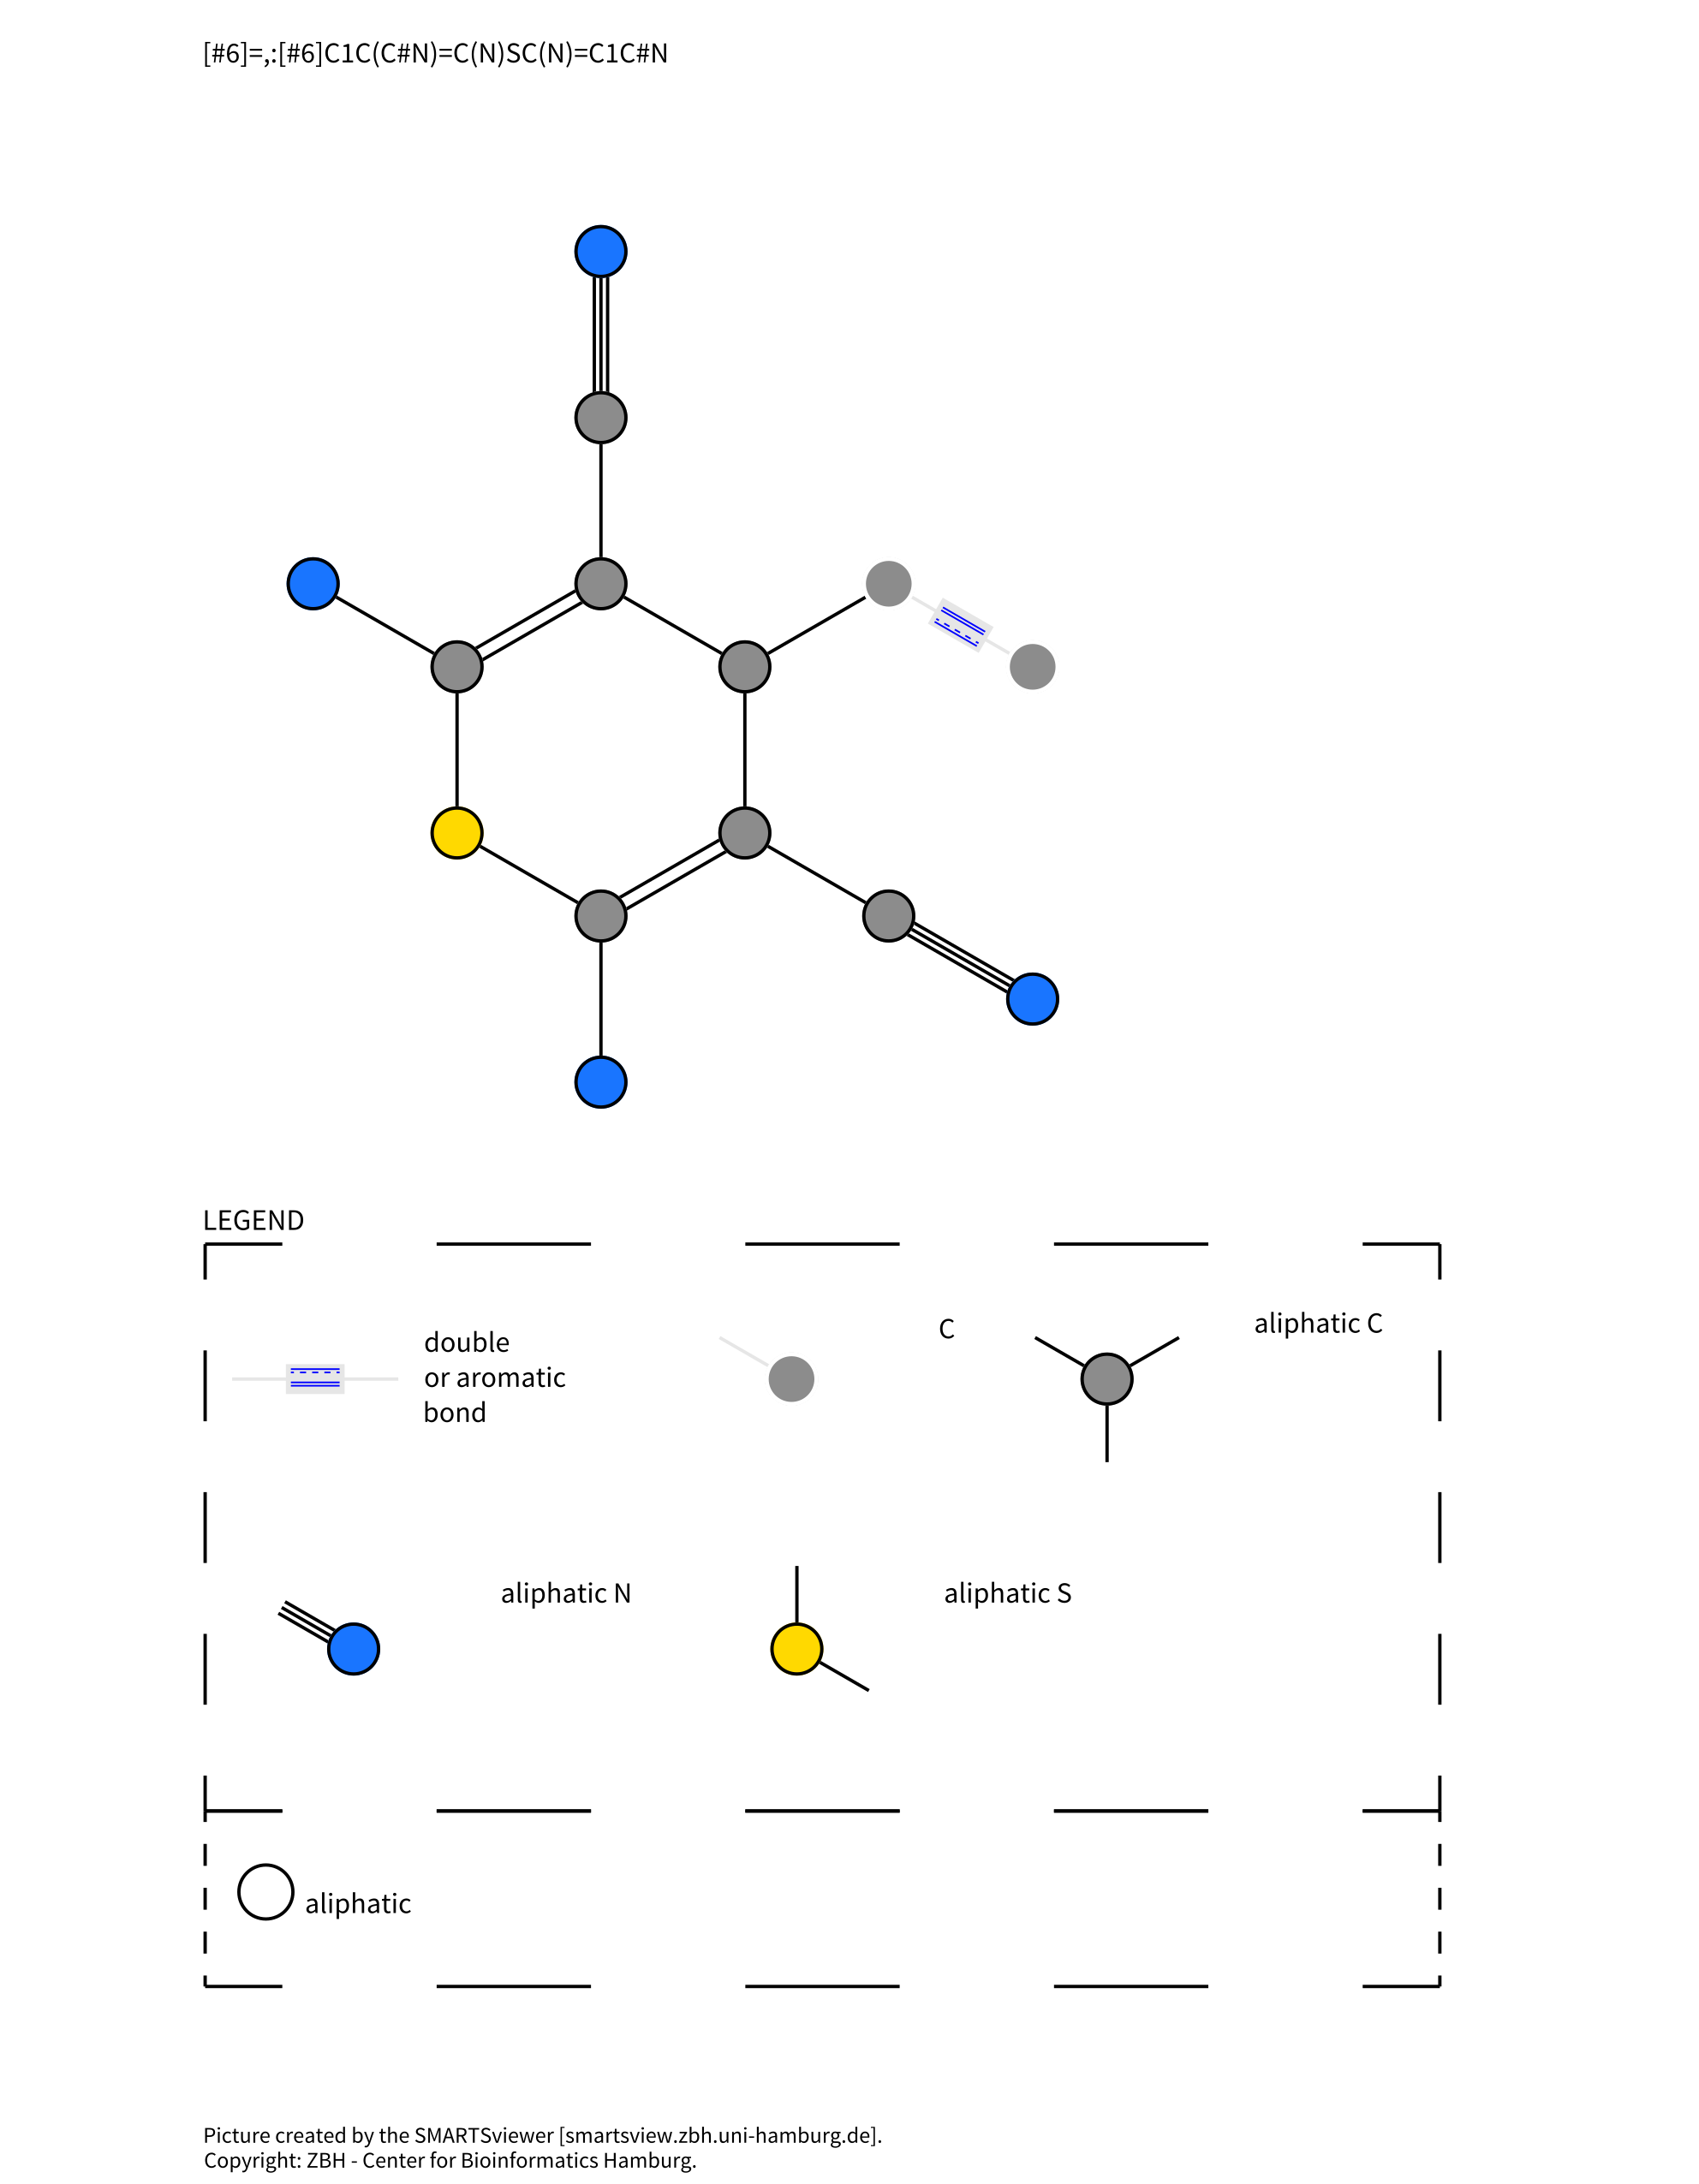 [#6]=,:[#6]C1C(C#N)=C(N)SC(N)=C1C#N
LEGEND
double
or aromatic
bond
C
aliphatic C
aliphatic N
aliphatic S
aliphatic
Picture created by the SMARTSviewer [smartsview.zbh.uni-hamburg.de].
Copyright: ZBH - Center for Bioinformatics Hamburg.